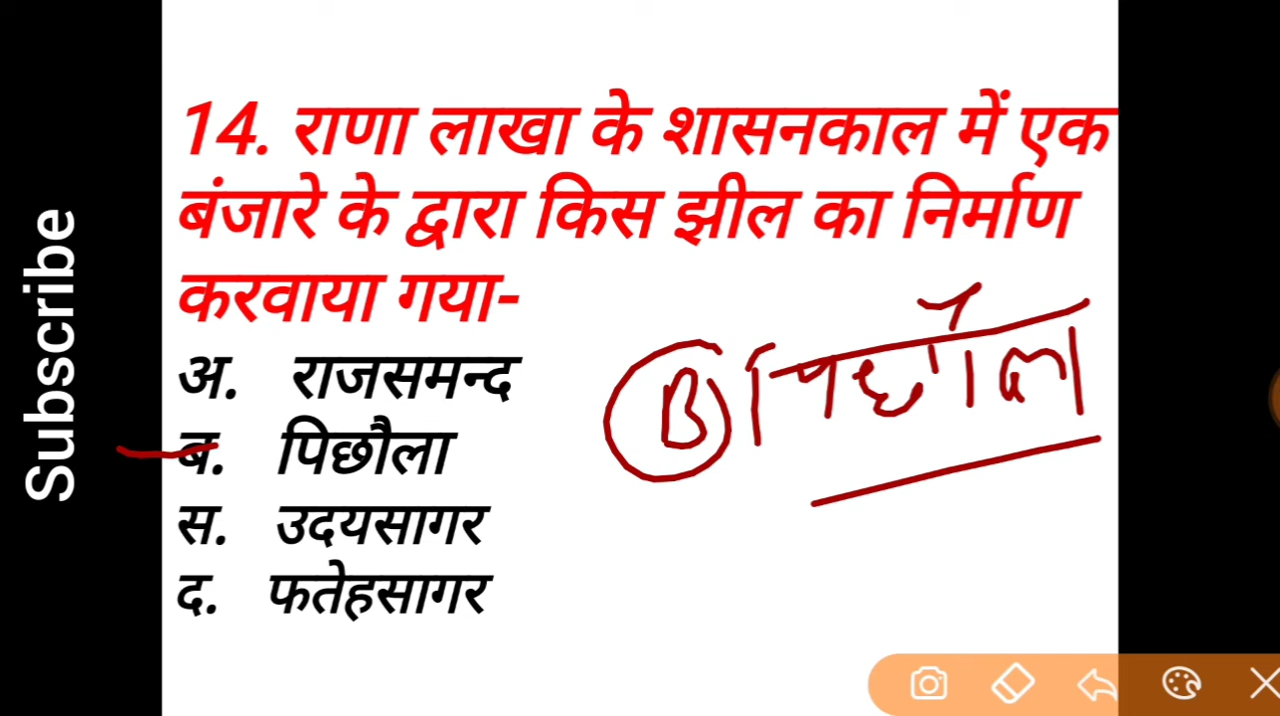 Subscribe
14. राणा लाखा के शासनकाल में एक
बंजारे के द्वारा किस झील का निर्माण
करवाया गया-
अ. राजसमन्द
ब. पिछौला
स. उदयसागर
द. फतेहसागर
B पिछौला